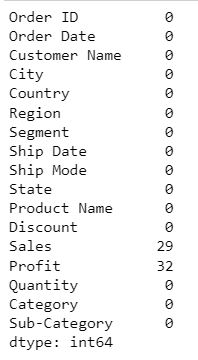 Order ID 0
Order Date 0
Customer Name 0
City 0
Country 0
Region 0
Segment 0
Ship Date 0
Ship Mode 0
State 0
Product Name 0
Discount 0
Sales 29
Profit 32
Quantity 0
Category 0
Sub-Category 0
dtype: int64